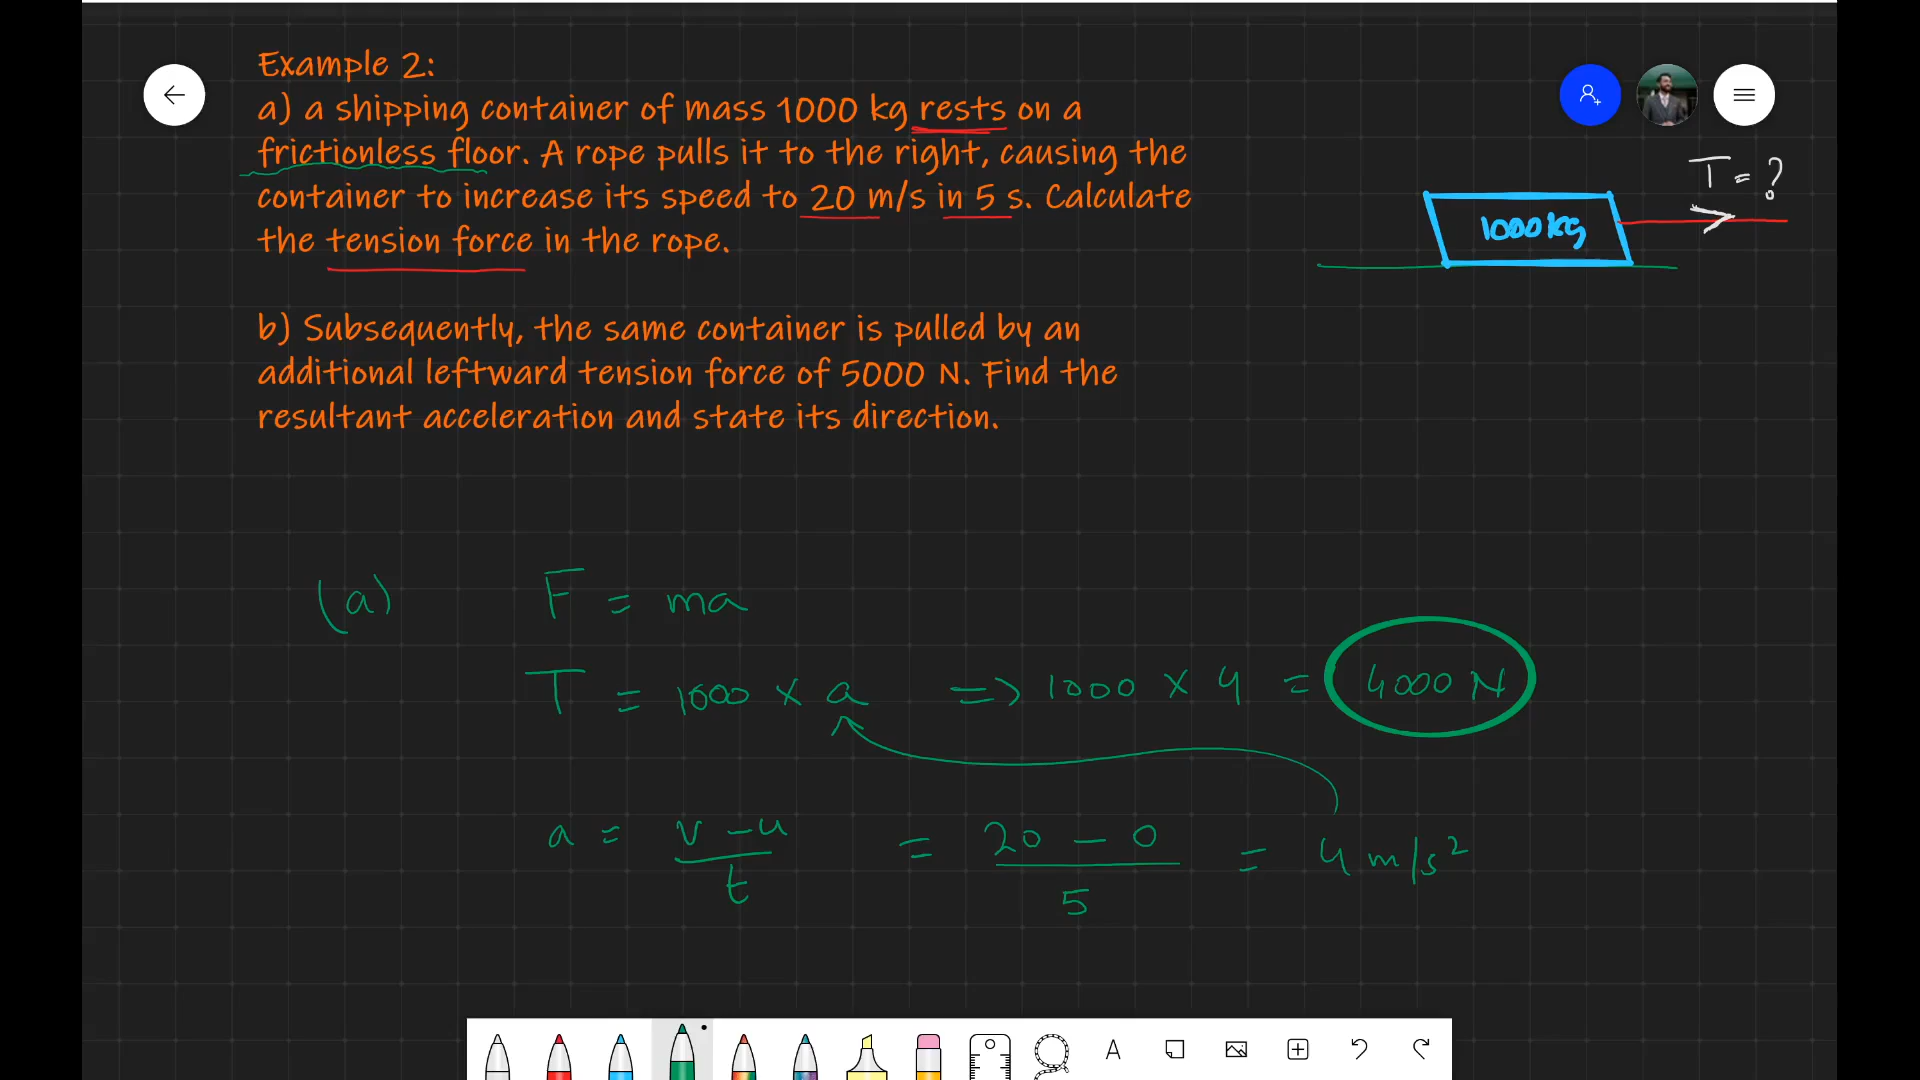 Example 2:
a) a shipping container of mass 1000 kg rests on a
frictionless floor. A rope pulls it to the right, causing the
container to increase its speed to 20 m/s in 5 s. Calculate
the tension force in the rope.
T = ?
1000 kg
b) Subsequently, the same container is pulled by an
additional leftward tension force of 5000 N. Find the
resultant acceleration and state its direction.
(a) F = ma
T = 1000 × a => 1000 × 4 = 4000 N
a = v - u / t = 20 - 0 / 5 = 4 m/s²
A